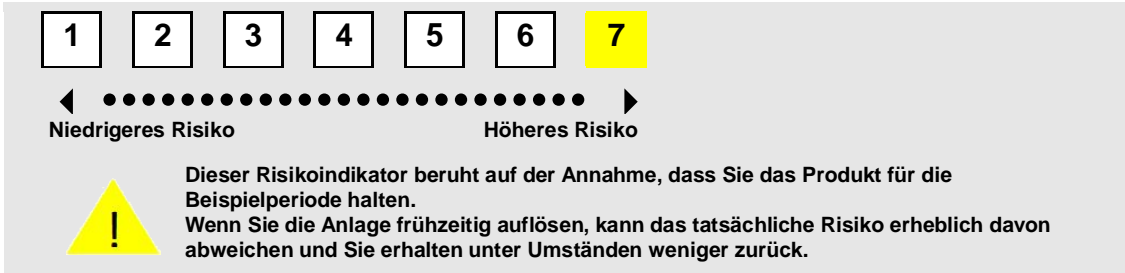 1 2 3 4 5 6 7
Niedrigeres Risiko Höheres Risiko
Dieser Risikoindikator beruht auf der Annahme, dass Sie das Produkt für die
Beispielperiode halten.
Wenn Sie die Anlage frühzeitig auflösen, kann das tatsächliche Risiko erheblich davon
abweichen und Sie erhalten unter Umständen weniger zurück.
!